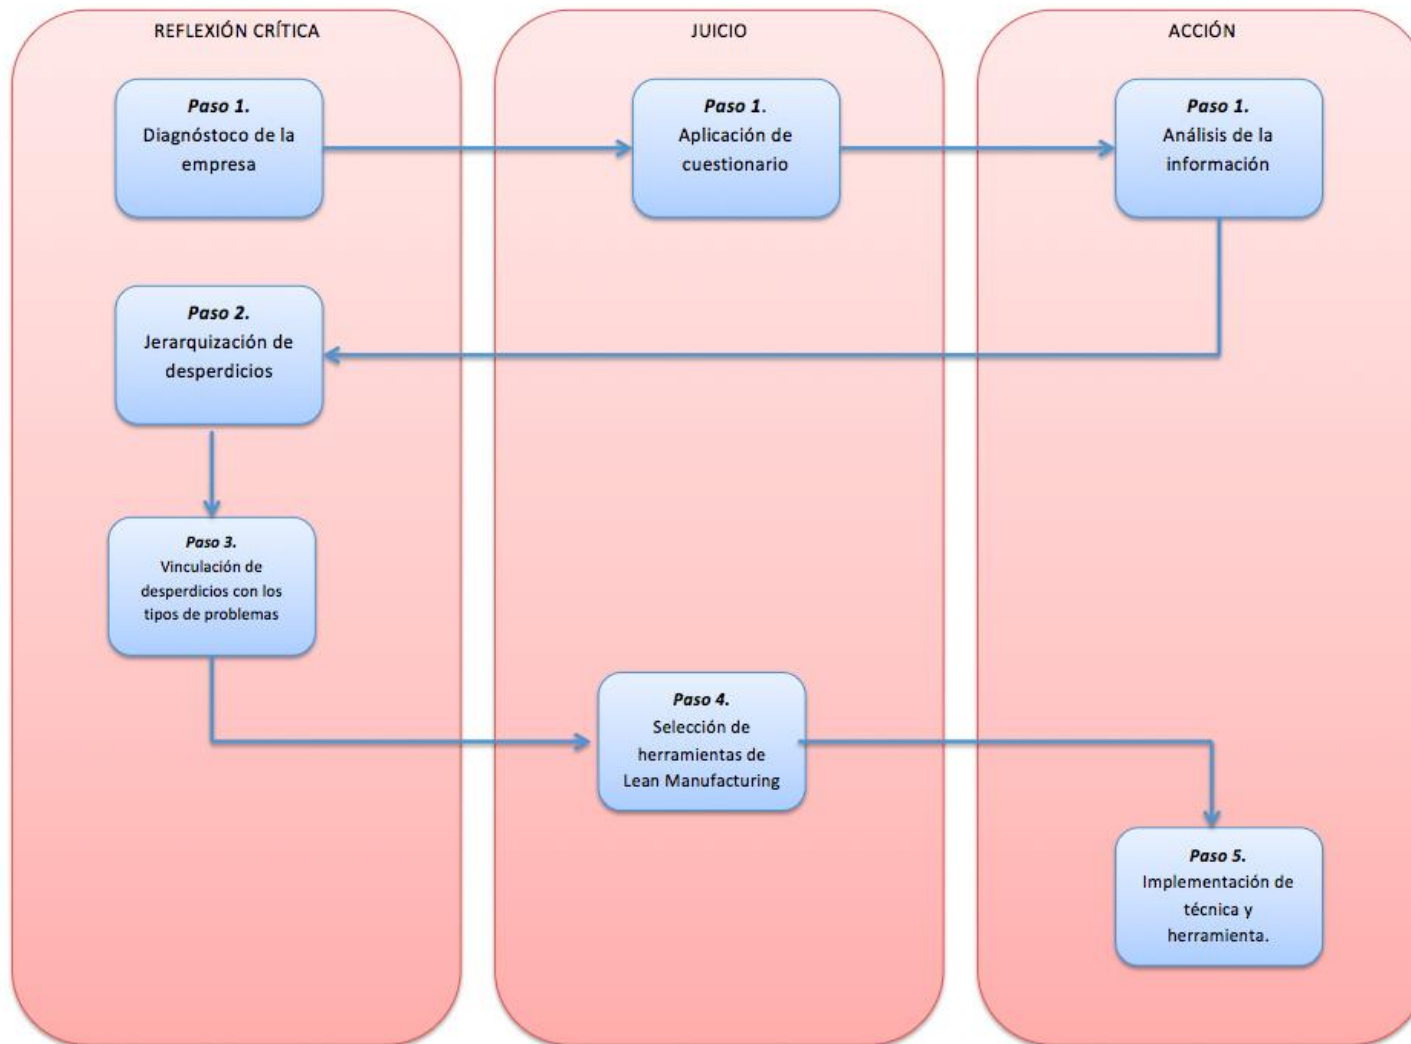 REFLEXIÓN CRÍTICA
JUICIO
ACCIÓN
Paso 1.
Diagnóstoco de la
empresa
Paso 1.
Aplicación de
cuestionario
Paso 1.
Análisis de la
información
Paso 2.
Jerarquización de
desperdicios
Paso 3.
Vinculación de
desperdicios con los
tipos de problemas
Paso 4.
Selección de
herramientas de
Lean Manufacturing
Paso 5.
Implementación de
técnica y
herramienta.